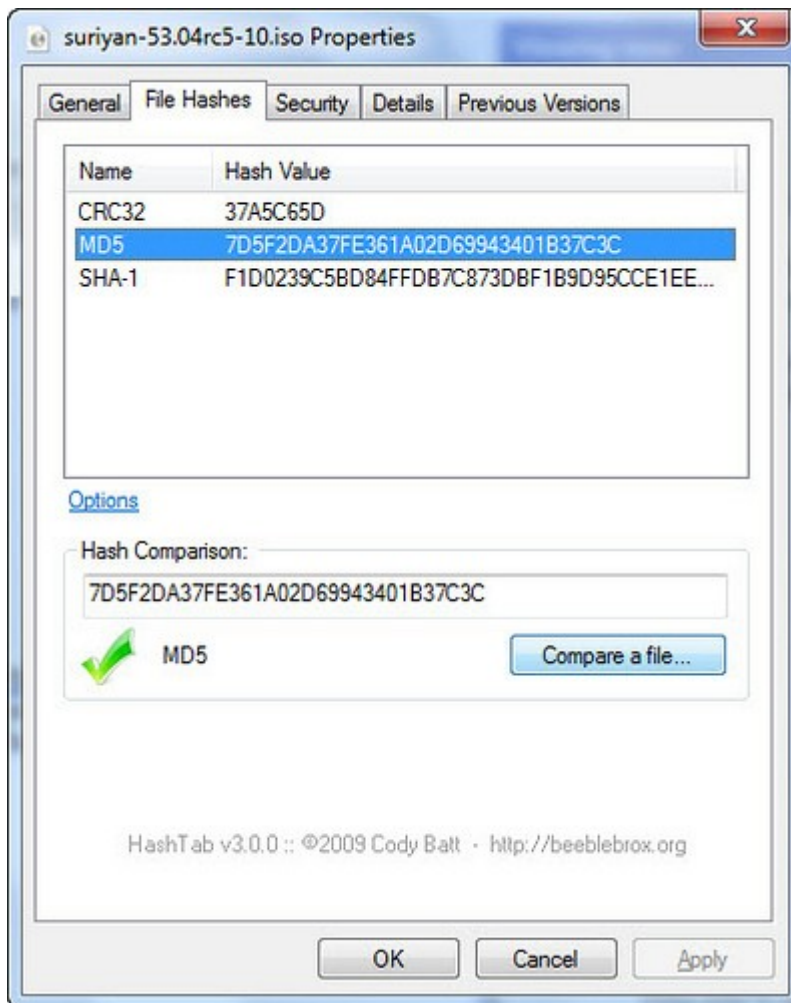 suriyan-53.04rc5-10.iso Properties
General File Hashes Security Details Previous Versions
Name Hash Value
CRC32 37A5C65D
MD5 7D5F2DA37FE361A02D69943401B37C3C
SHA-1 F1D0239C5BD84FFDB7C873DBF1B9D95CCE1EE...
Options
Hash Comparison:
7D5F2DA37FE361A02D69943401B37C3C
MD5 Compare a file...
HashTab v3.0.0 :: ©2009 Cody Batt - http://beeblebrox.org
OK Cancel Apply